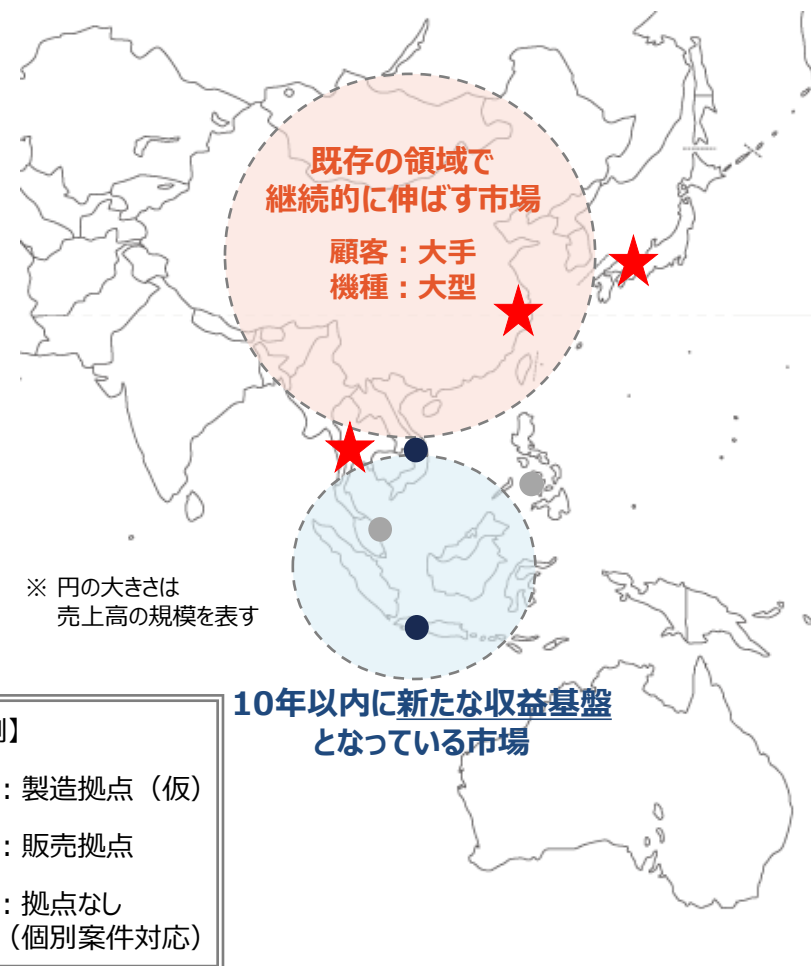 既存の領域で
継続的に伸ばす市場
顧客：大手
機種：大型
※ 円の大きさは
売上高の規模を表す
10年以内に新たな収益基盤
となっている市場
】
：製造拠点（仮）
：販売拠点
：拠点なし
（個別案件対応）